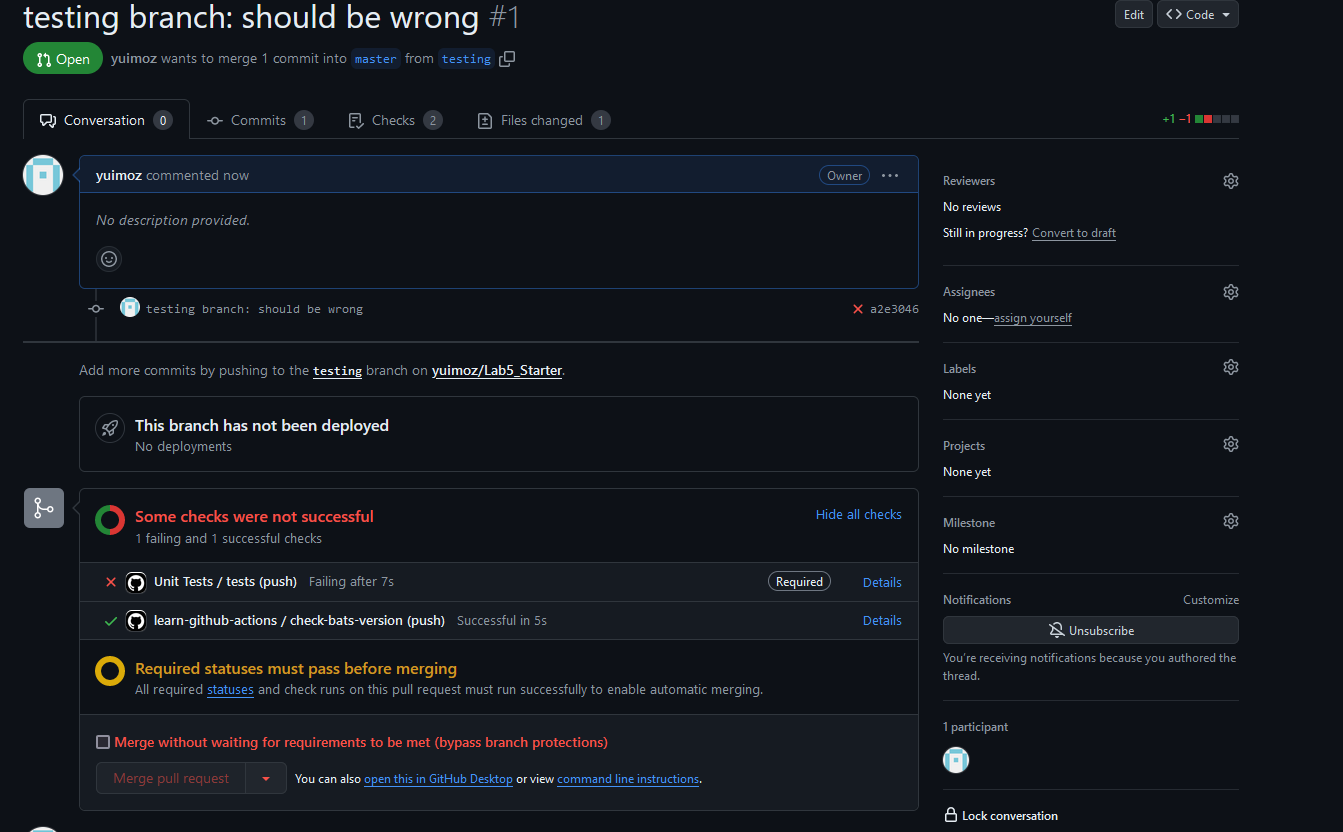 testing branch: should be wrong #1
Edit
Code
Open
yuimoz wants to merge 1 commit into master from testing
Conversation 0
Commits 1
Checks 2
Files changed 1
+1 −1
yuimoz commented now
Owner
No description provided.
testing branch: should be wrong
a2e3046
Add more commits by pushing to the testing branch on yuimoz/Lab5_Starter.
This branch has not been deployed
No deployments
Some checks were not successful
1 failing and 1 successful checks
Hide all checks
Unit Tests / tests (push) Failing after 7s
Required
Details
learn-github-actions / check-bats-version (push) Successful in 5s
Details
Required statuses must pass before merging
All required statuses and check runs on this pull request must run successfully to enable automatic merging.
Merge without waiting for requirements to be met (bypass branch protections)
Merge pull request
You can also open this in GitHub Desktop or view command line instructions.
Reviewers
No reviews
Still in progress? Convert to draft
Assignees
No one—assign yourself
Labels
None yet
Projects
None yet
Milestone
No milestone
Notifications
Customize
Unsubscribe
You're receiving notifications because you authored the
thread.
1 participant
Lock conversation